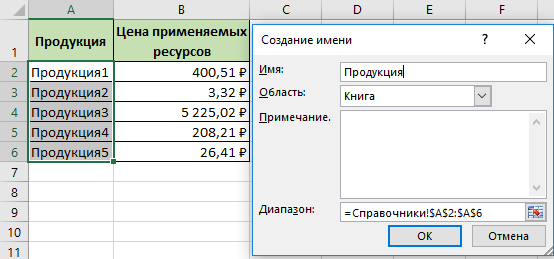 A B C D E F
1 Продукция Цена применяемых
ресурсов
2 Продукция1 400,51 ₽
3 Продукция2 3,32 ₽
4 Продукция3 5 225,02 ₽
5 Продукция4 208,21 ₽
6 Продукция5 26,41 ₽
7
8
9
10
11
Создание имени ? ×
Имя: Продукция
Область: Книга
Примечание.
Диапазон: =Справочники!$A$2:$A$6
ОК Отмена